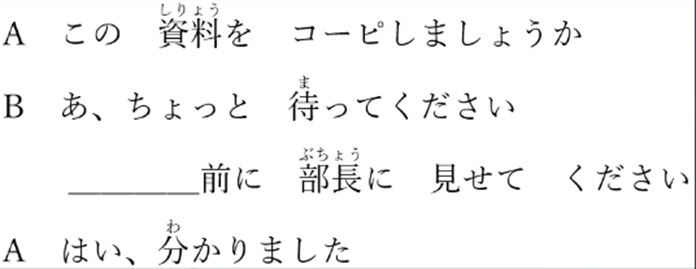 A この 資料を コーピしましょうか
B あ、ちょっと 待ってください
＿＿＿＿前に 部長に 見せて ください
A はい、分かりました